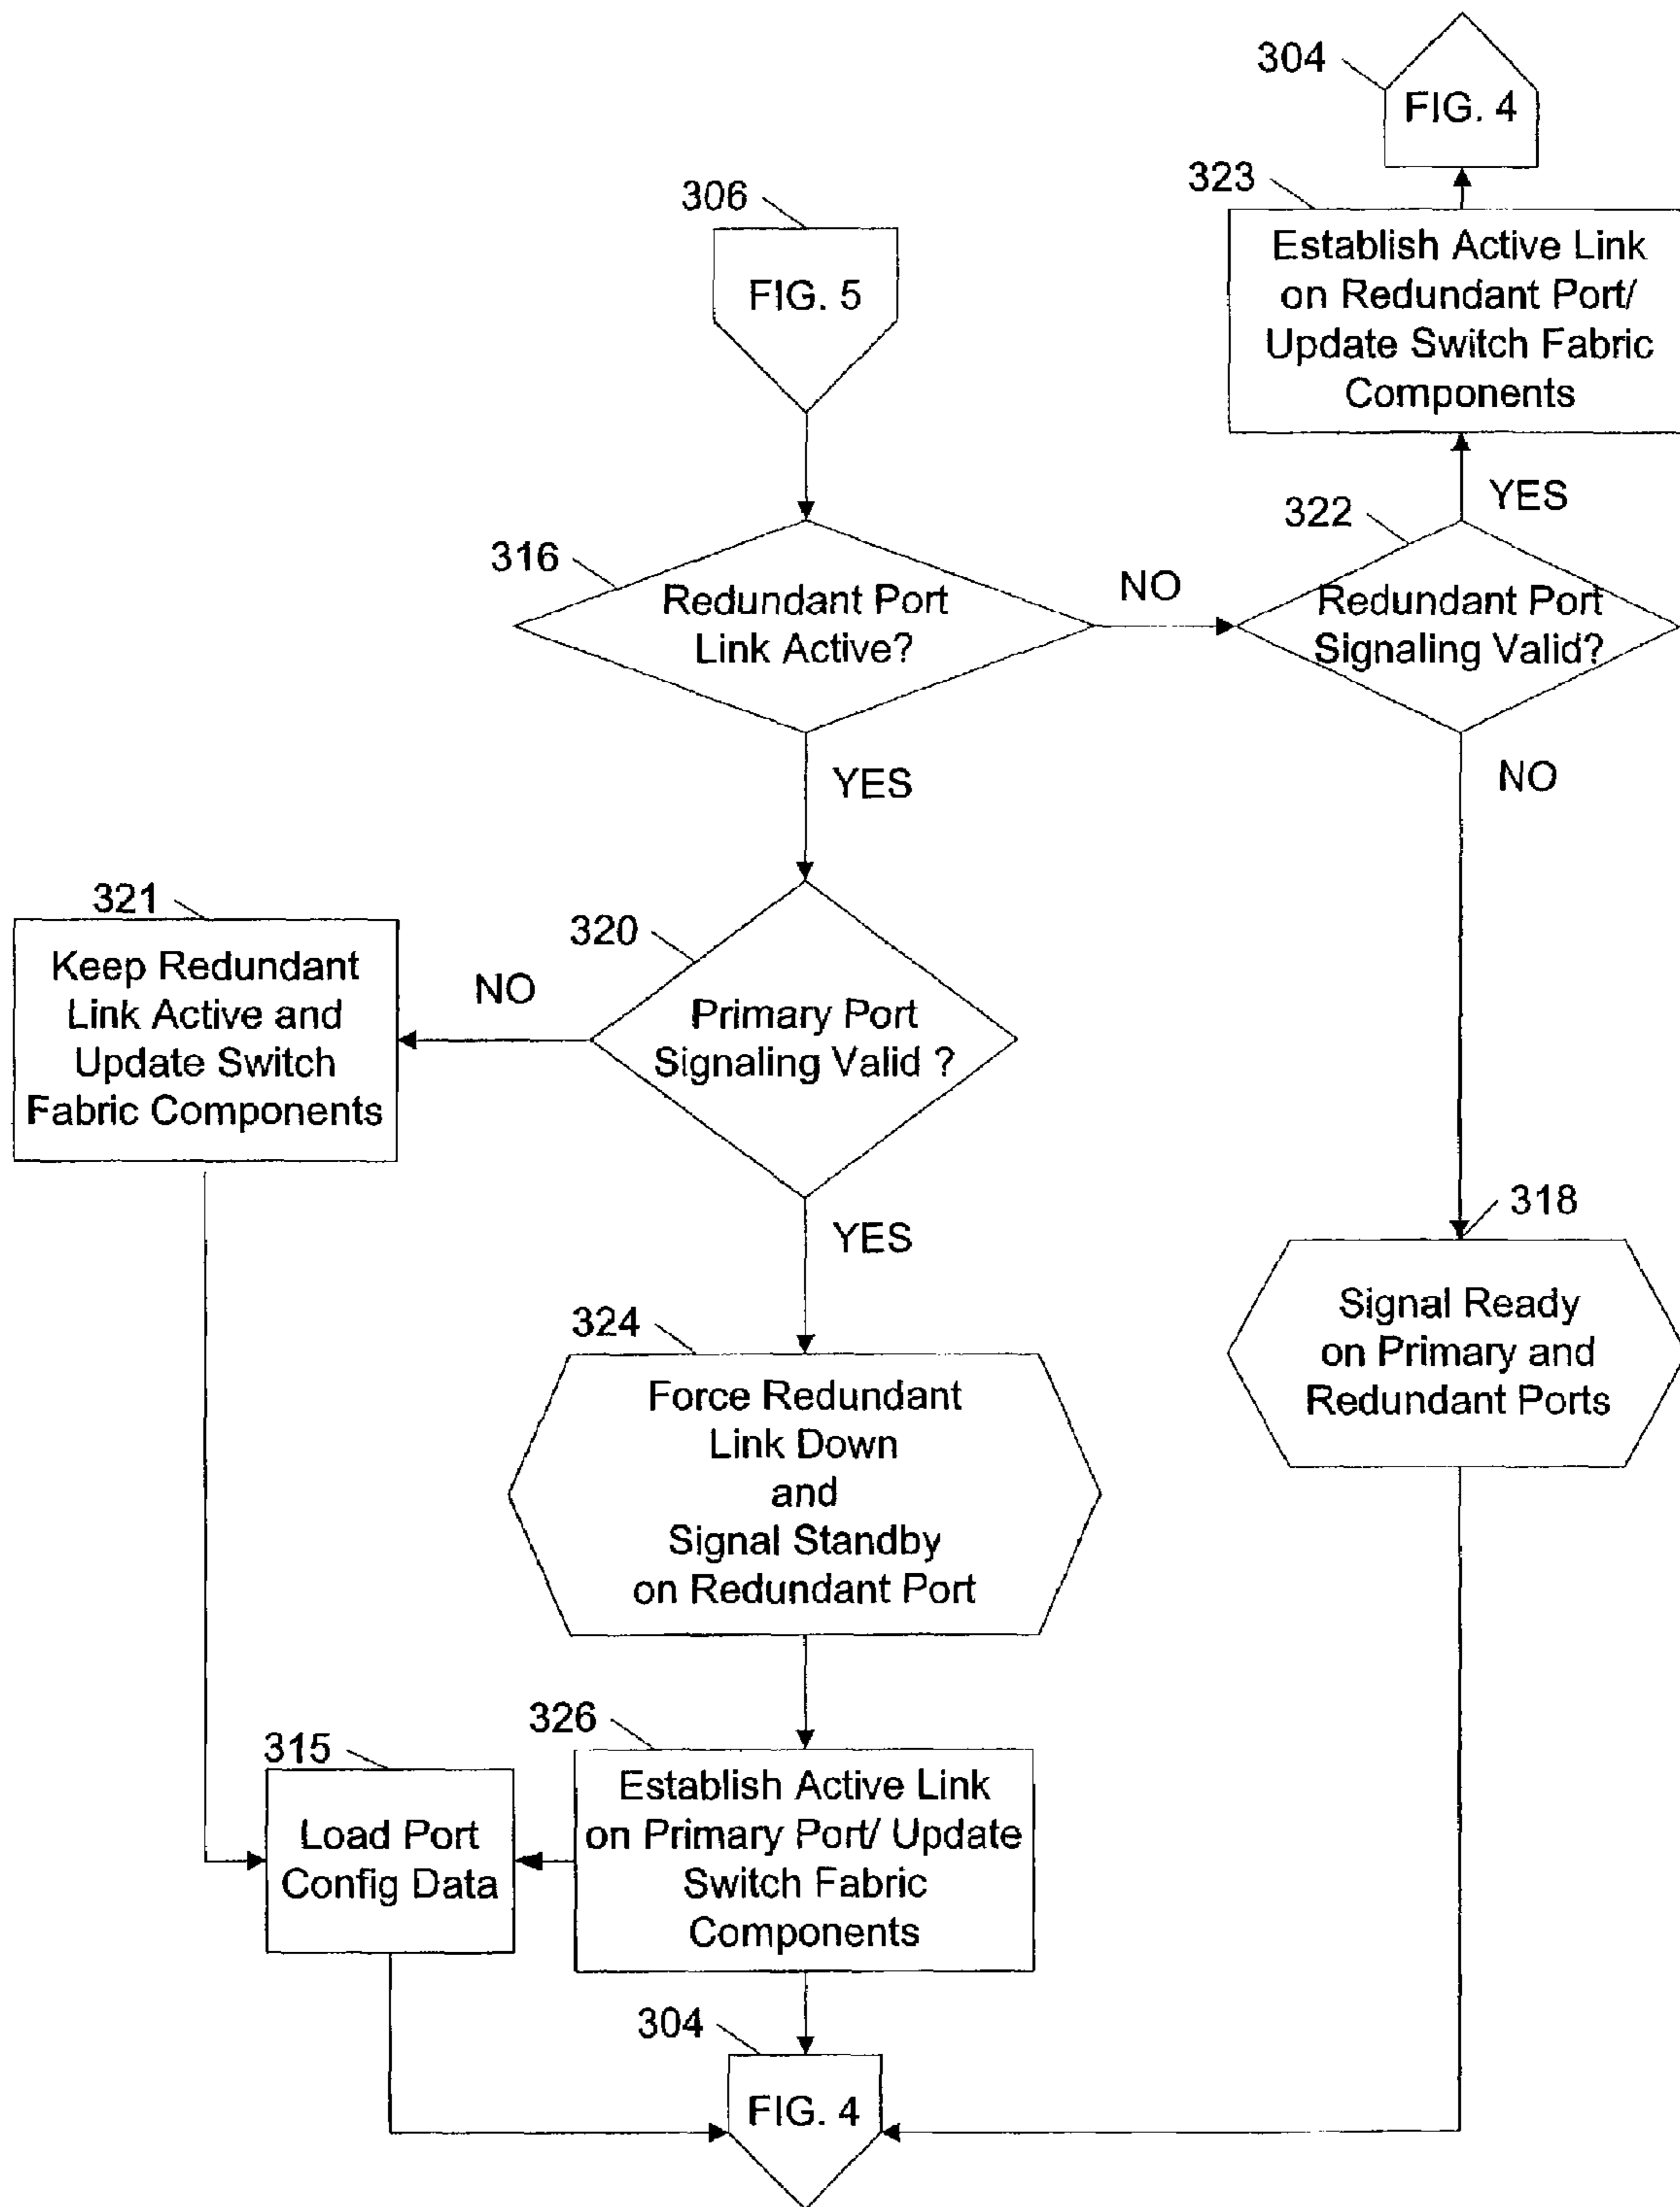 304
FIG. 4
323
Establish Active Link
on Redundant Port/
Update Switch Fabric
Components
306
FIG. 5
316
Redundant Port
Link Active?
NO
322
YES
Redundant Port
Signaling Valid?
NO
YES
321
Keep Redundant
Link Active and
Update Switch
Fabric Components
NO
320
Primary Port
Signaling Valid ?
YES
318
Signal Ready
on Primary and
Redundant Ports
324
Force Redundant
Link Down
and
Signal Standby
on Redundant Port
315
Load Port
Config Data
326
Establish Active Link
on Primary Port/ Update
Switch Fabric
Components
304
FIG. 4